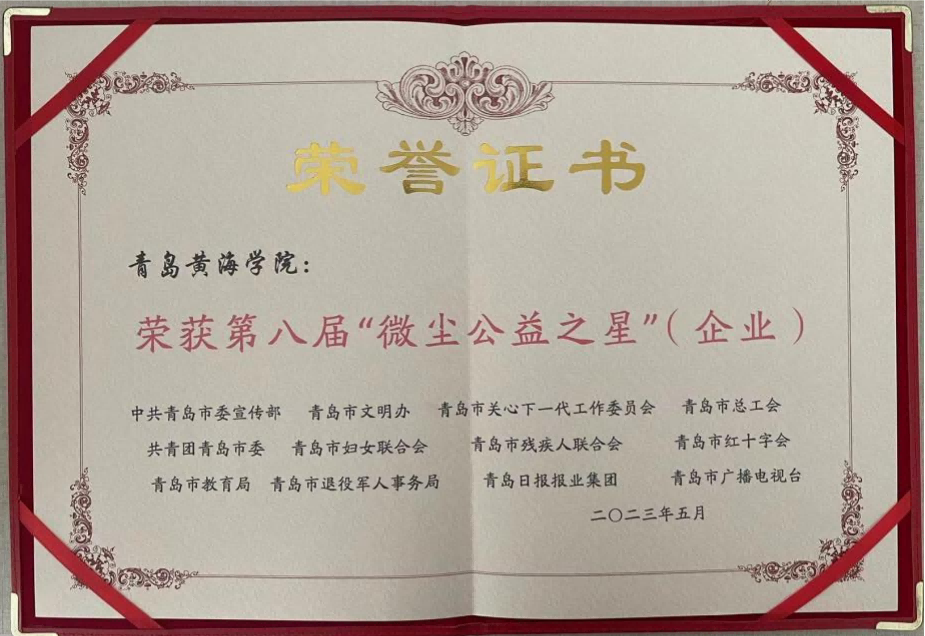 荣誉证书
青岛黄海学院：
荣获第八届“微尘公益之星”（企业）
中共青岛市委宣传部 青岛市文明办 青岛市关心下一代工作委员会 青岛市总工会
共青团青岛市委 青岛市妇女联合会 青岛市残疾人联合会 青岛市红十字会
青岛市教育局 青岛市退役军人事务局 青岛日报报业集团 青岛市广播电视台
二〇二三年五月